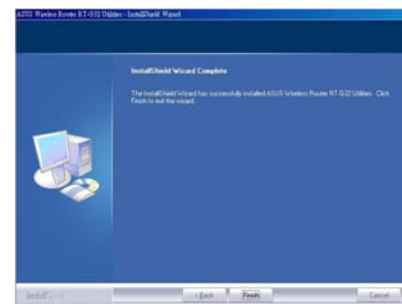 ASUS Wireless Router RT-G32 Utilities - InstallShield Wizard
InstallShield Wizard Complete
The InstallShield Wizard has successfully installed ASUS Wireless Router RT-G32 Utilities. Click
Finish to exit the wizard.
InstallShield
< Back
Finish
Cancel